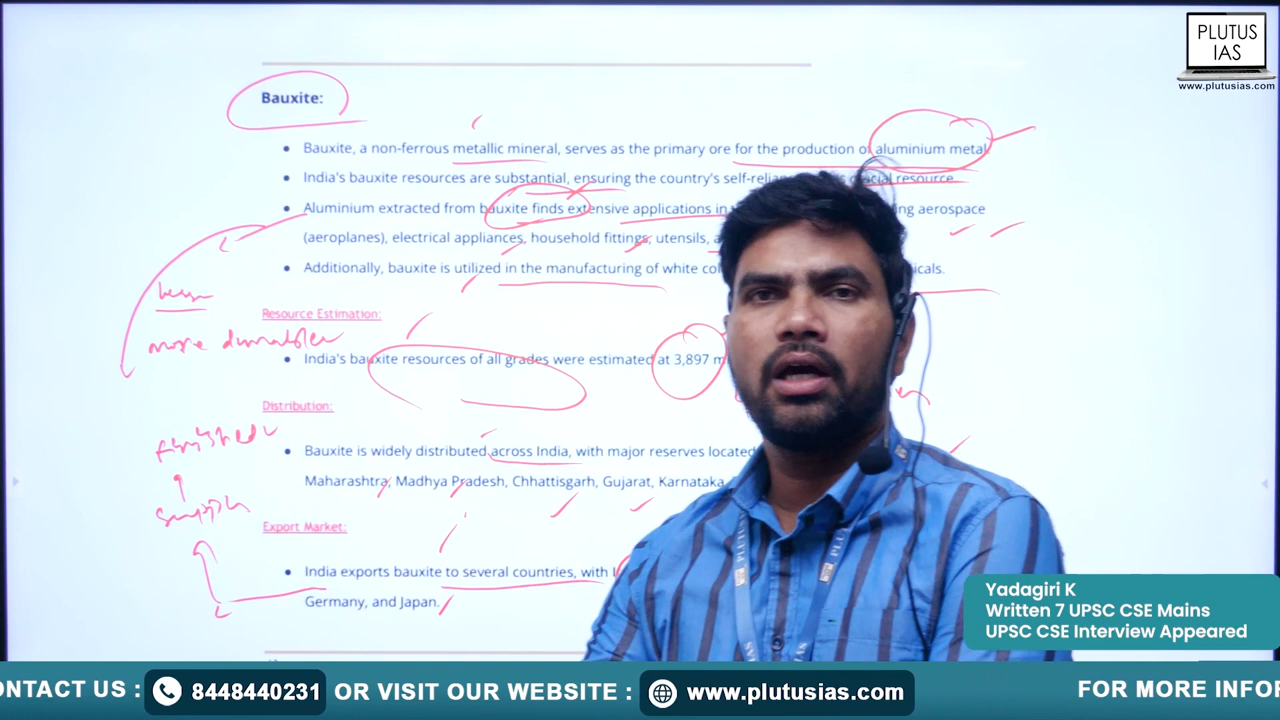 PLUTUS
IAS
www.plutusias.com
Bauxite:
Bauxite, a non-ferrous metallic mineral, serves as the primary ore for the production of aluminium metal.
India's bauxite resources are substantial, ensuring the country's resource.
Aluminium extracted from bauxite finds extensive applications in aerospace
(aeroplanes), electrical appliances, household fittings, utensils,
Additionally, bauxite is utilized in the manufacturing of white
Resource Estimation:
India's bauxite resources of all grades were estimated at 3,897
more durable
Distribution:
finished
Bauxite is widely distributed across India, with major reserves located
Maharashtra, Madhya Pradesh, Chhattisgarh, Gujarat, Karnataka
Export Market:
India exports bauxite to several countries, with
Germany, and Japan.
Yadagiri K
Written 7 UPSC CSE Mains
UPSC CSE Interview Appeared
ONTACT US : 8448440231 OR VISIT OUR WEBSITE : www.plutusias.com FOR MORE INFOR